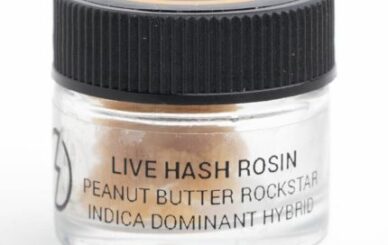 LIVE HASH ROSIN
PEANUT BUTTER ROCKSTAR
INDICA DOMINANT HYBRID